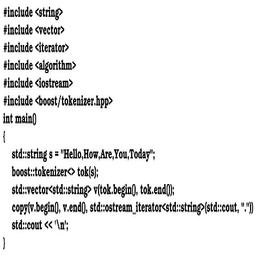 #include <string>
#include <vector>
#include <iterator>
#include <algorithm>
#include <iostream>
#include <boost/tokenizer.hpp>
int main()
{
std::string s = "Hello,How,Are,You,Today";
boost::tokenizer<> tok(s);
std::vector<std::string> v(tok.begin(), tok.end());
copy(v.begin(), v.end(), std::ostream_iterator<std::string>(std::cout, "."))
std::cout << '\n';
}